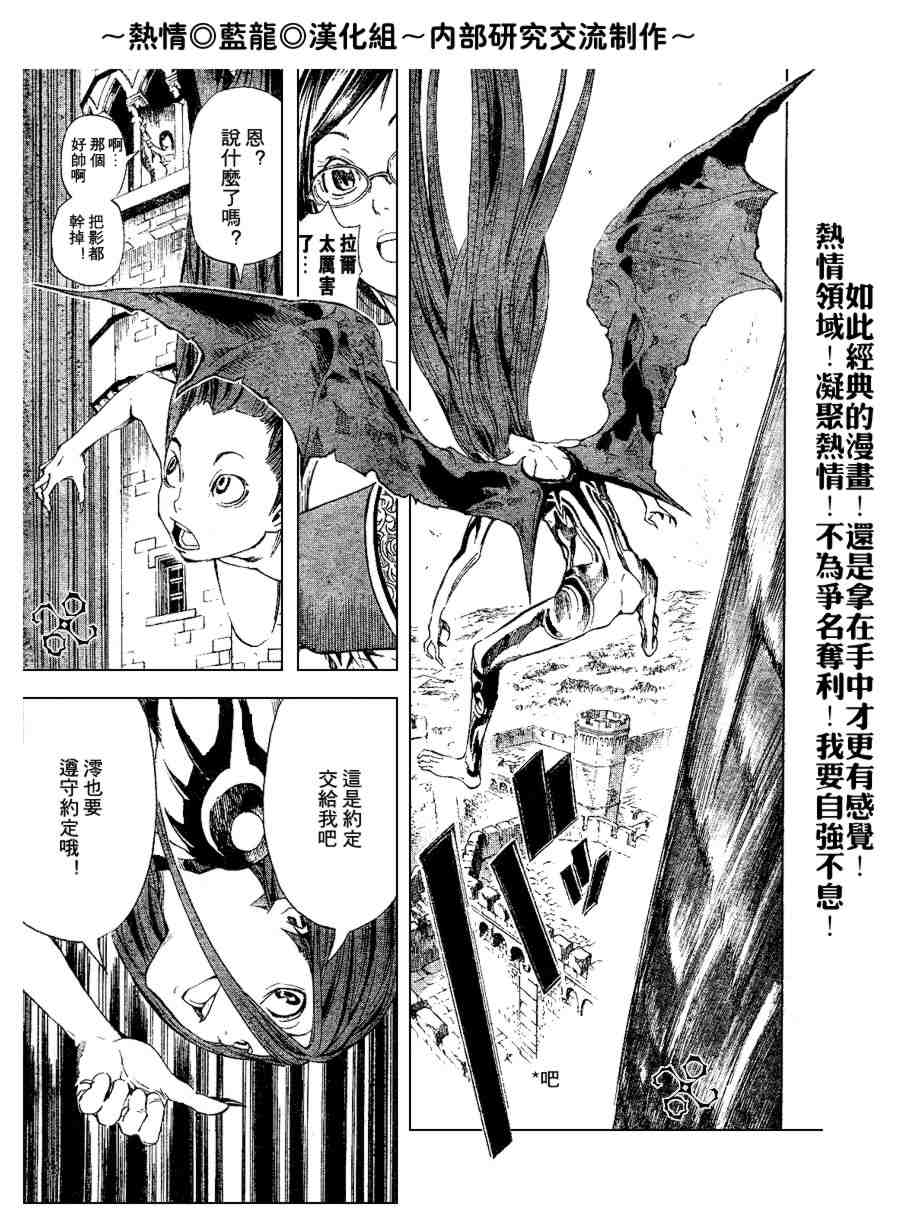 ～熱情◎藍龍◎漢化組～内部研究交流制作～
如此經典的漫畫！還是拿在手中才更有感覺！
熱情領域！凝聚熱情！不為爭名奪利！我要自強不息！
*吧
拉爾
太厲害
了…
恩？
說什麼了嗎？
啊…
那個
好帥啊
把影都
幹掉！
這是約定
交給我吧
澪也要
遵守約定哦！